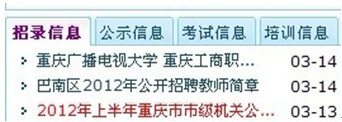 招录信息 公示信息 考试信息 培训信息
重庆广播电视大学 重庆工商职... 03-14
巴南区2012年公开招聘教师简章 03-14
2012年上半年重庆市市级机关公... 03-13